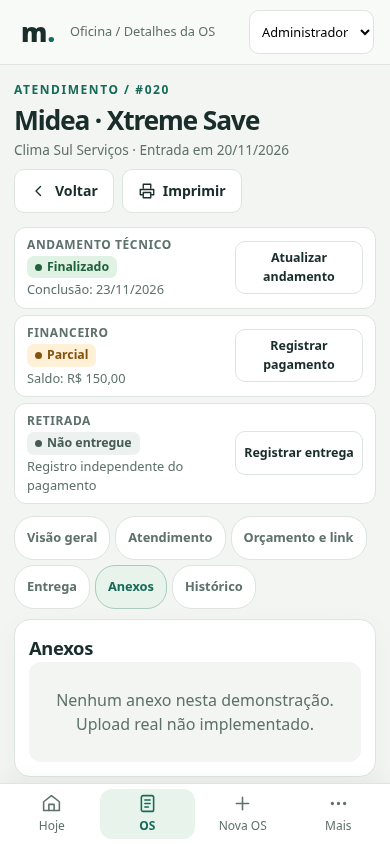 m. Oficina / Detalhes da OS Administrador
ATENDIMENTO / #020
Midea · Xtreme Save
Clima Sul Serviços · Entrada em 20/11/2026
Voltar Imprimir
ANDAMENTO TÉCNICO
Finalizado
Conclusão: 23/11/2026
Atualizar
andamento
FINANCEIRO
Parcial
Saldo: R$ 150,00
Registrar
pagamento
RETIRADA
Não entregue
Registro independente do
pagamento
Registrar entrega
Visão geral Atendimento Orçamento e link
Entrega Anexos Histórico
Anexos
Nenhum anexo nesta demonstração.
Upload real não implementado.
Hoje OS Nova OS Mais